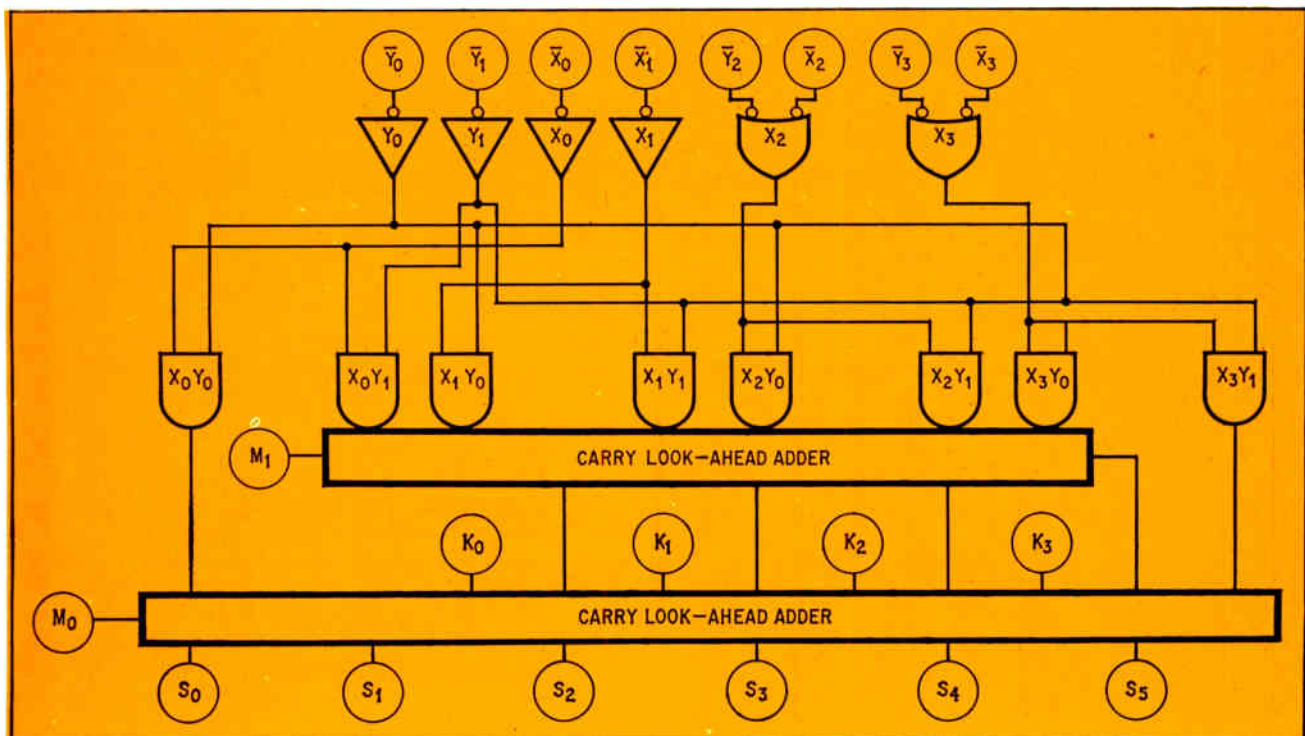 Ȳ₀ Ȳ₁ X̄₀ X̄₁ Ȳ₂ X̄₂ Ȳ₃ X̄₃
Y₀ Y₁ X₀ X₁ X₂ X₃
X₀Y₀ X₀Y₁ X₁Y₀ X₁Y₁ X₂Y₀ X₂Y₁ X₃Y₀ X₃Y₁
M₁ CARRY LOOK-AHEAD ADDER
K₀ K₁ K₂ K₃
M₀ CARRY LOOK-AHEAD ADDER
S₀ S₁ S₂ S₃ S₄ S₅